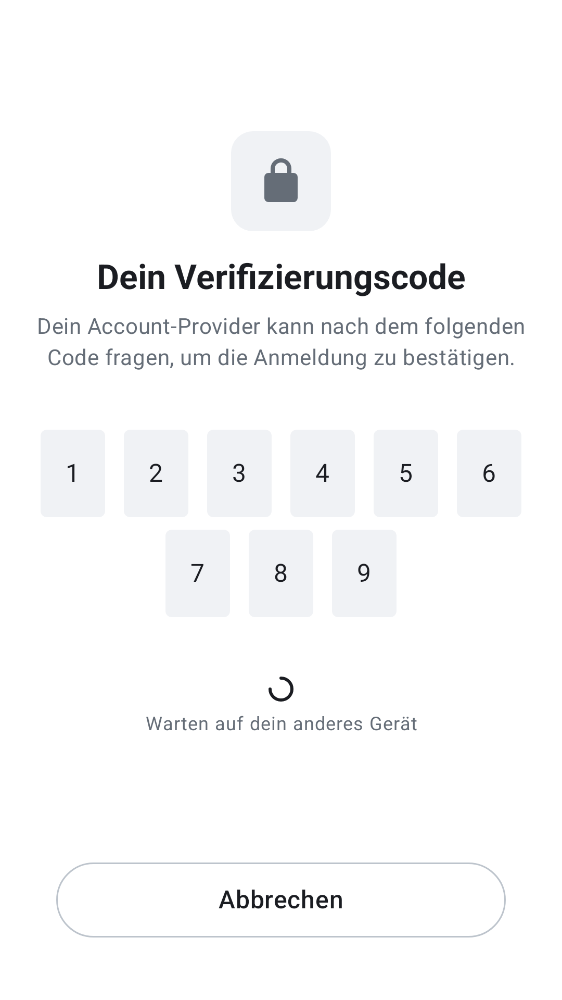 Dein Verifizierungscode
Dein Account-Provider kann nach dem folgenden
Code fragen, um die Anmeldung zu bestätigen.
1 2 3 4 5 6
7 8 9
Warten auf dein anderes Gerät
Abbrechen